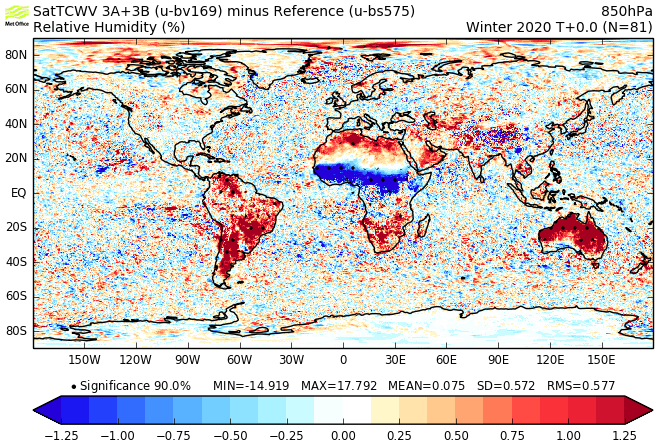 Met Office
SatTCWV 3A+3B (u-bv169) minus Reference (u-bs575) 850hPa
Relative Humidity (%) Winter 2020 T+0.0 (N=81)
80N
60N
40N
20N
EQ
20S
40S
60S
80S
150W 120W 90W 60W 30W 0 30E 60E 90E 120E 150E
• Significance 90.0% MIN=-14.919 MAX=17.792 MEAN=0.075 SD=0.572 RMS=0.577
−1.25 −1.00 −0.75 −0.50 −0.25 0.00 0.25 0.50 0.75 1.00 1.25